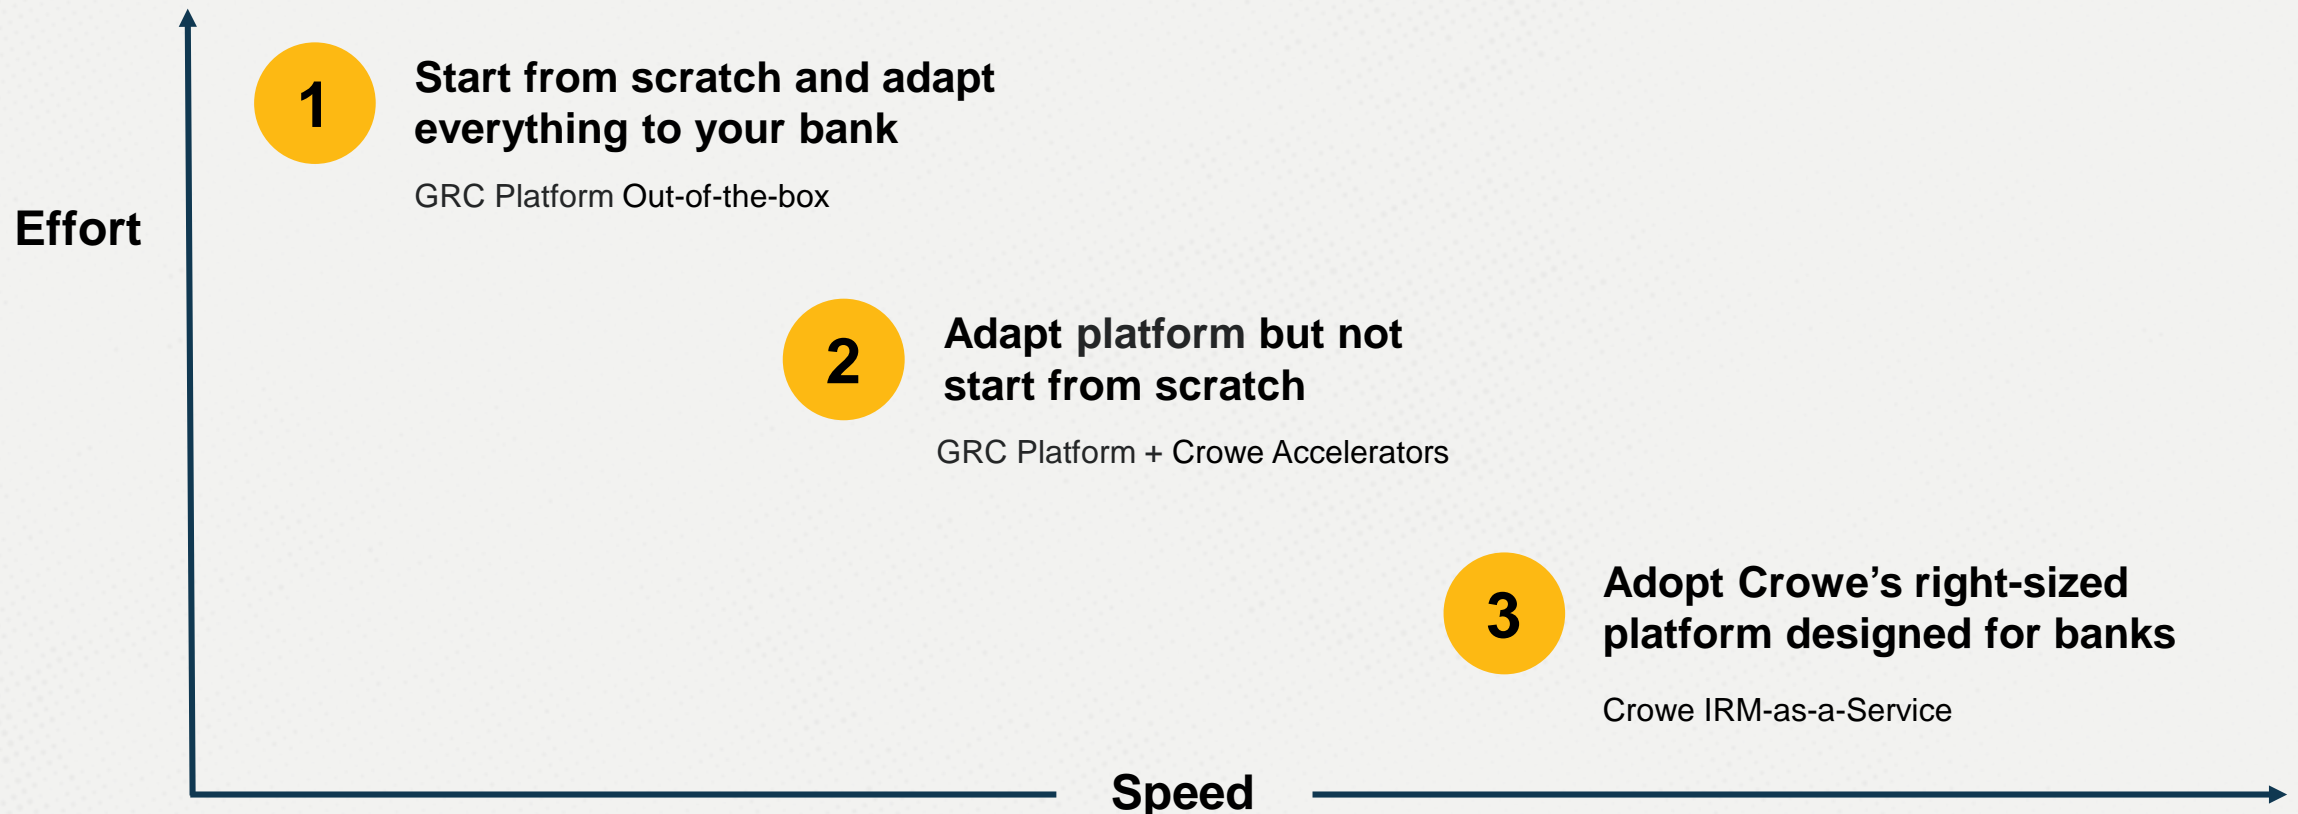 1
Start from scratch and adapt
everything to your bank
GRC Platform Out-of-the-box
Effort
2
Adapt platform but not
start from scratch
GRC Platform + Crowe Accelerators
3
Adopt Crowe’s right-sized
platform designed for banks
Crowe IRM-as-a-Service
Speed